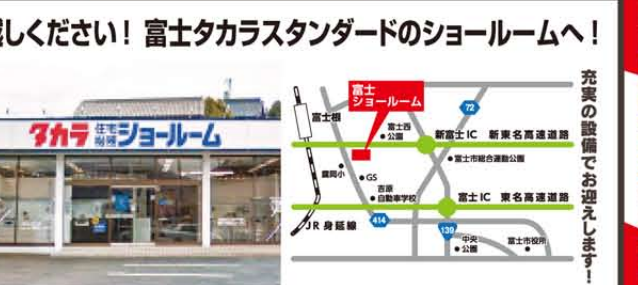 しください！ 富士タカラスタンダードのショールームへ！
タカラ 住宅機器 ショールーム
富士
ショールーム
富士根
富士西
公園
72
新富士IC 新東名高速道路
富士市総合運動公園
鷹岡小
GS
吉原
自動車学校
富士IC 東名高速道路
JR身延線
414
139
中央
公園
富士市役所
充実の設備でお迎えします！